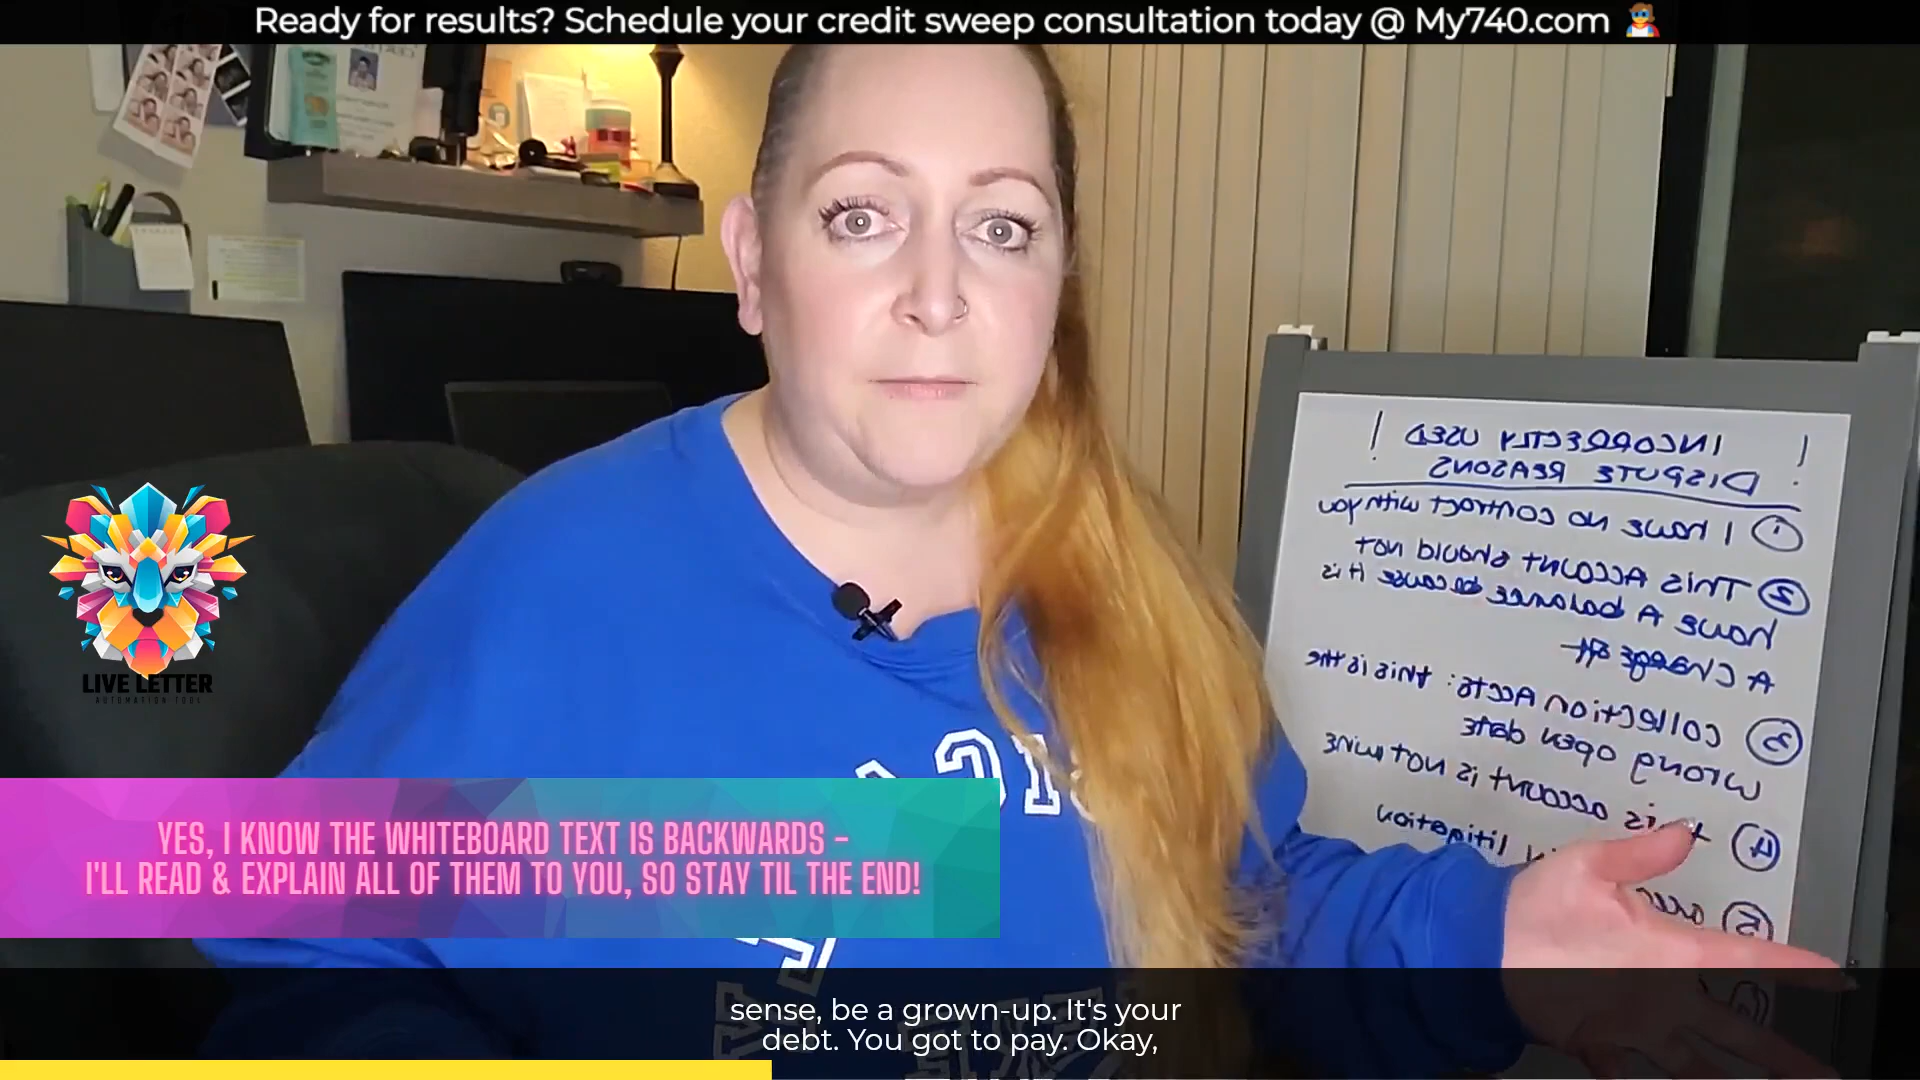 Ready for results? Schedule your credit sweep consultation today @ My740.com
! INCORRECTLY USED !
DISPUTE REASONS
① I have no contract with you
② This Account should not
have A balance because it is
A Charge off
③ collection Accts: this is the
wrong open date
④ this account is not mine
litigation
⑤
LIVE LETTER
AUTOMATION TOOL
YES, I KNOW THE WHITEBOARD TEXT IS BACKWARDS -
I'LL READ & EXPLAIN ALL OF THEM TO YOU, SO STAY TIL THE END!
sense, be a grown-up. It's your
debt. You got to pay. Okay,